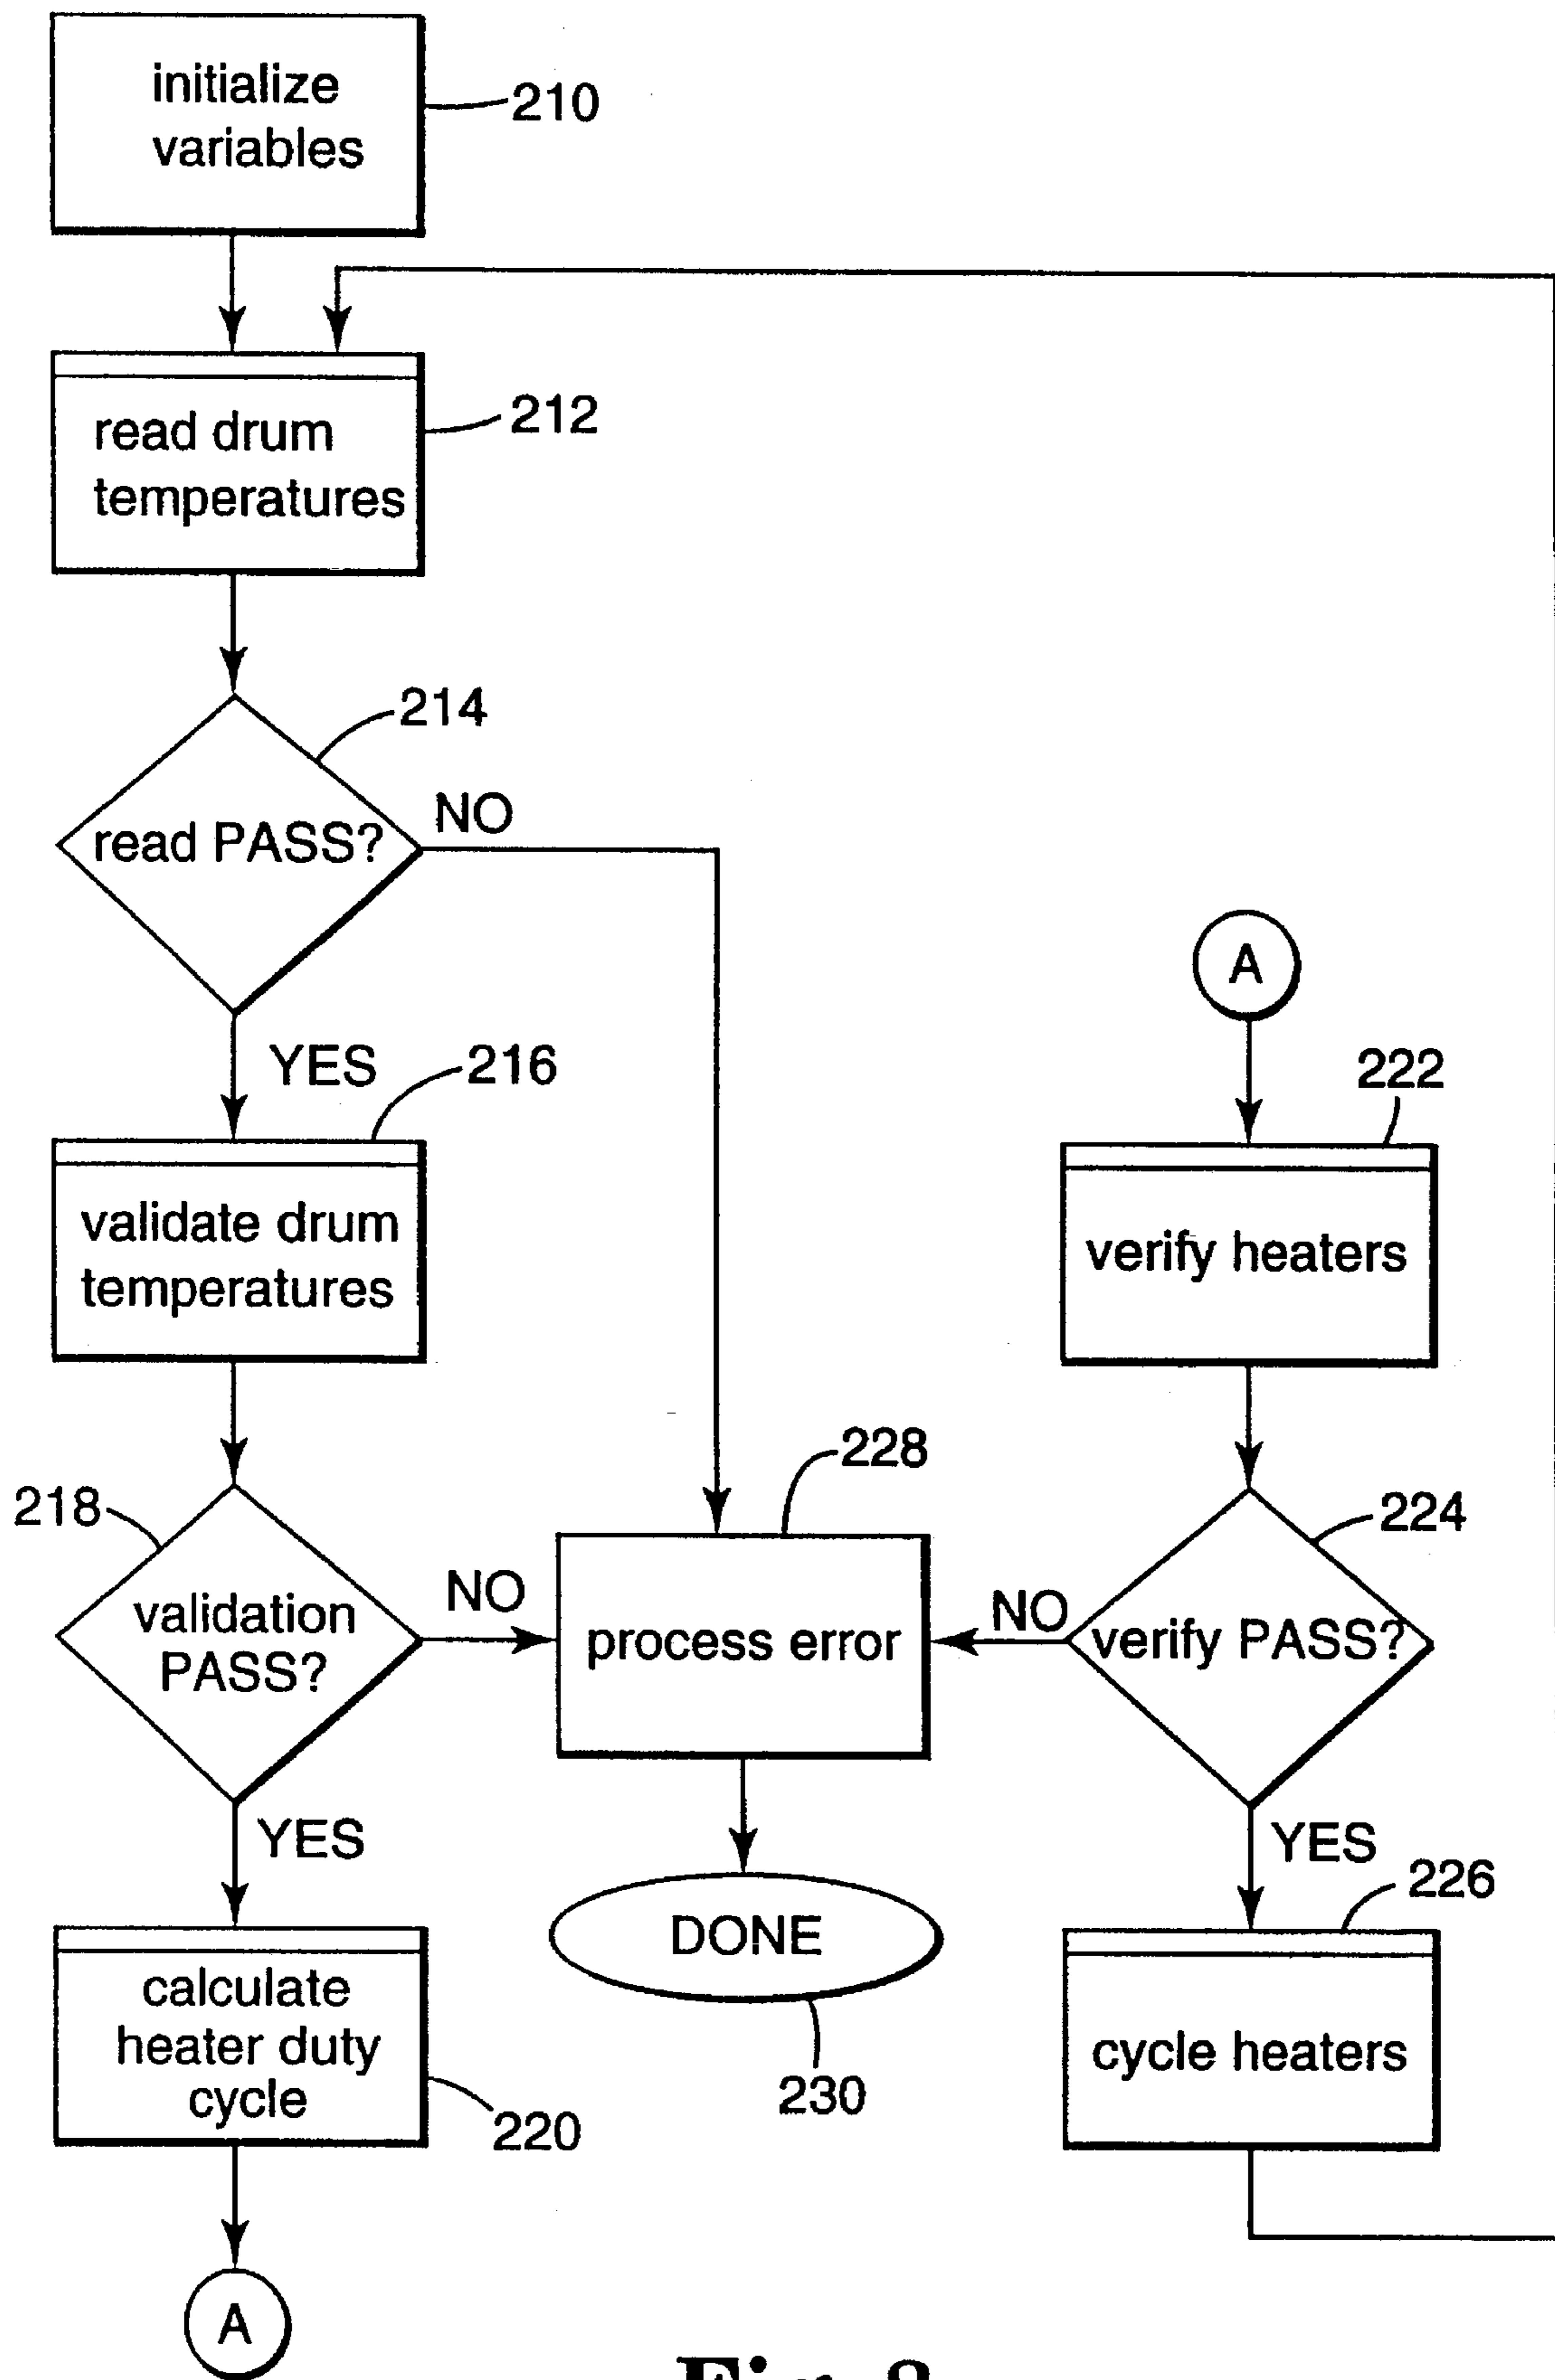 initialize
variables
210
read drum
temperatures
212
214
read PASS?
NO
YES
216
validate drum
temperatures
218
validation
PASS?
NO
YES
calculate
heater duty
cycle
220
A
228
process error
DONE
230
A
222
verify heaters
224
NO
verify PASS?
YES
226
cycle heaters